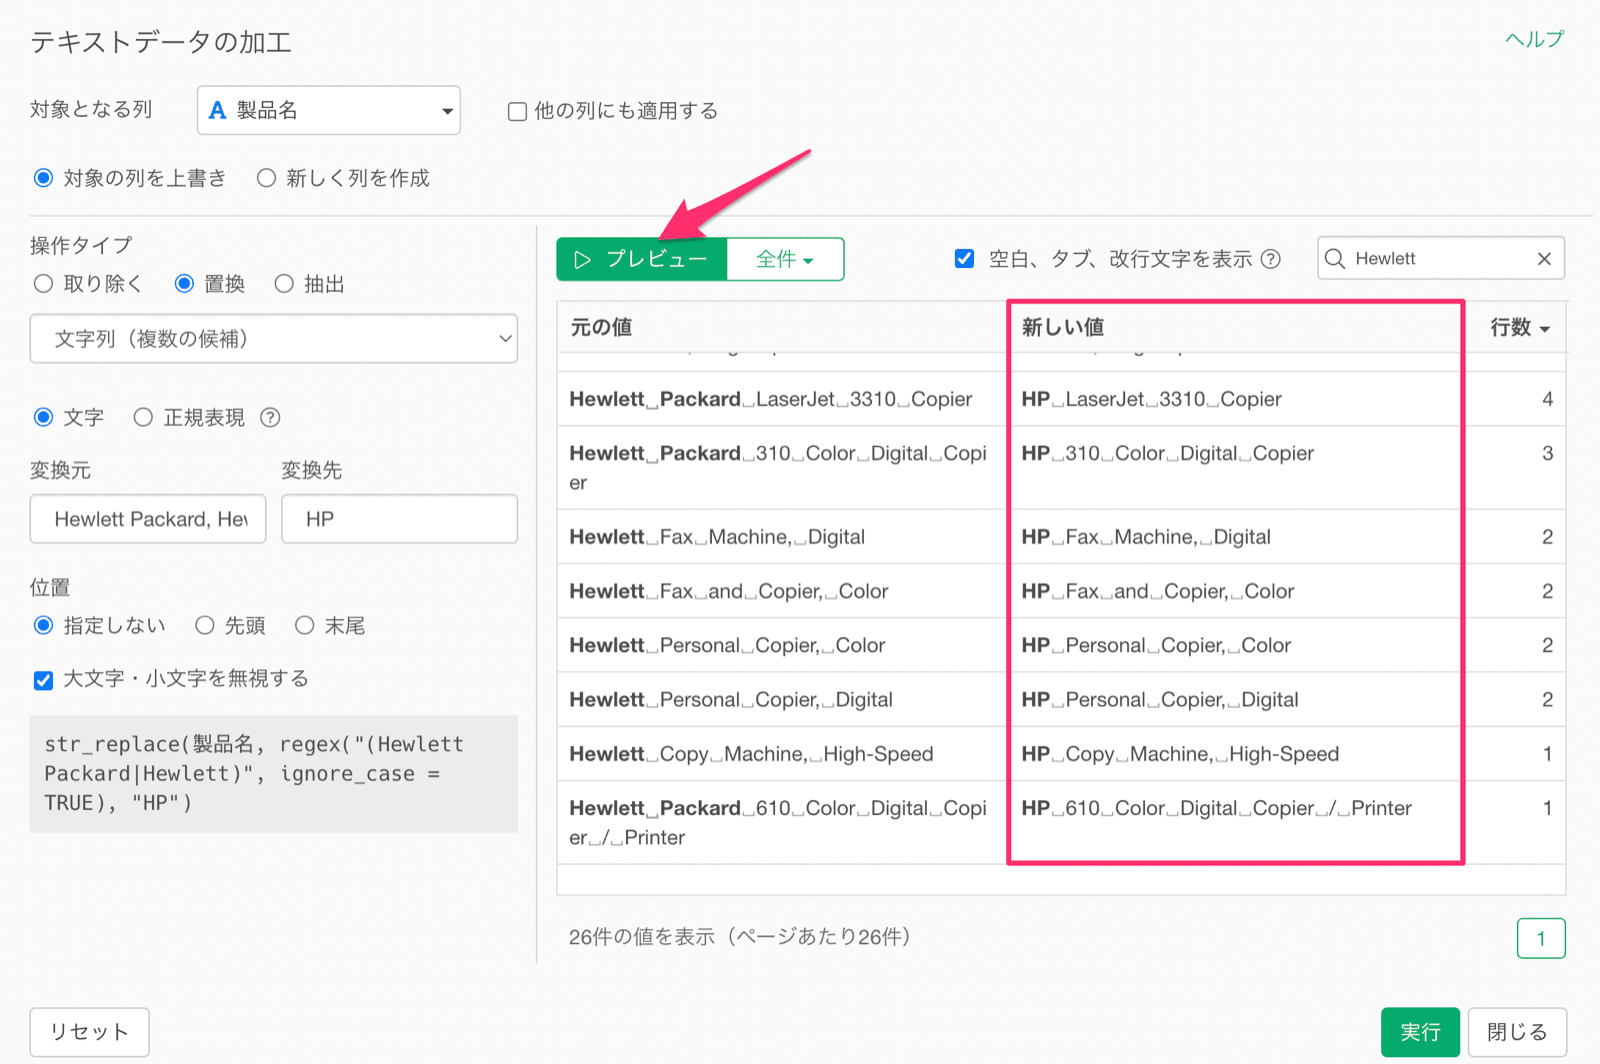 テキストデータの加工
ヘルプ
対象となる列
A 製品名
他の列にも適用する
対象の列を上書き
新しく列を作成
操作タイプ
取り除く 置換 抽出
文字列（複数の候補）
文字 正規表現 ?
変換元 変換先
Hewlett Packard, Hew
HP
位置
指定しない 先頭 末尾
大文字・小文字を無視する
str_replace(製品名, regex("(Hewlett
Packard|Hewlett)", ignore_case =
TRUE), "HP")
プレビュー 全件
空白、タブ、改行文字を表示 ?
Hewlett
元の値 新しい値 行数
Hewlett␣Packard␣LaserJet␣3310␣Copier HP␣LaserJet␣3310␣Copier 4
Hewlett␣Packard␣310␣Color␣Digital␣Copi HP␣310␣Color␣Digital␣Copier 3
er
Hewlett␣Fax␣Machine,␣Digital HP␣Fax␣Machine,␣Digital 2
Hewlett␣Fax␣and␣Copier,␣Color HP␣Fax␣and␣Copier,␣Color 2
Hewlett␣Personal␣Copier,␣Color HP␣Personal␣Copier,␣Color 2
Hewlett␣Personal␣Copier,␣Digital HP␣Personal␣Copier,␣Digital 2
Hewlett␣Copy␣Machine,␣High-Speed HP␣Copy␣Machine,␣High-Speed 1
Hewlett␣Packard␣610␣Color␣Digital␣Copi HP␣610␣Color␣Digital␣Copier␣/␣Printer 1
er␣/␣Printer
26件の値を表示（ページあたり26件）
1
リセット
実行 閉じる